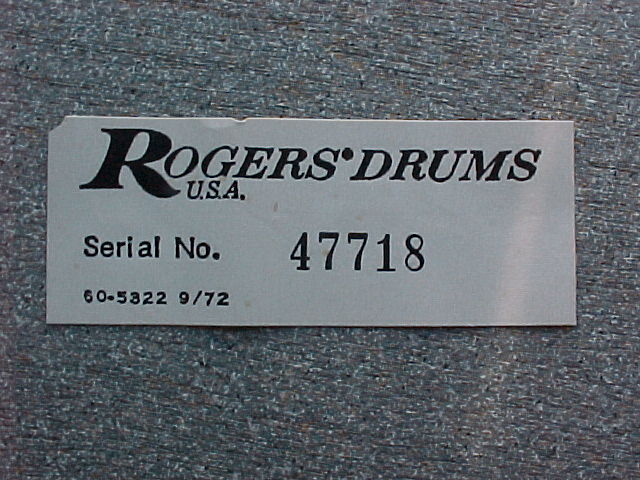 ROGERS® DRUMS
U.S.A.
Serial No. 47718
60-5322 9/72